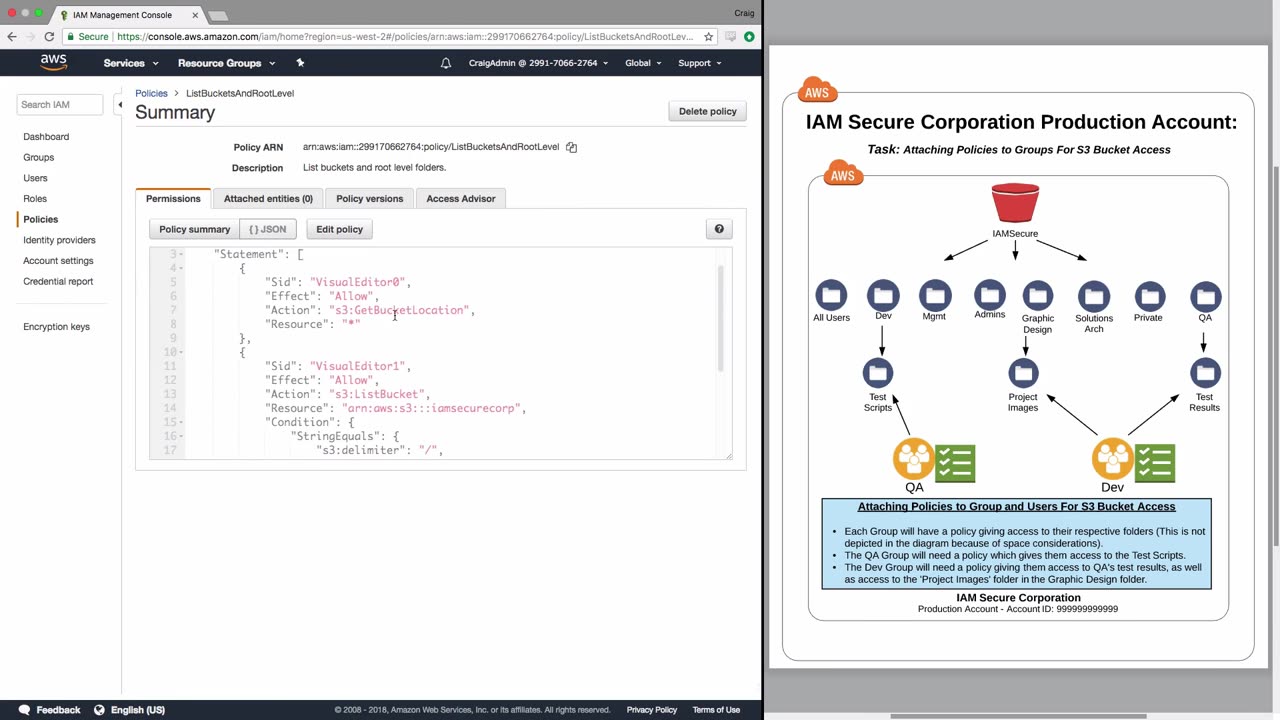 IAM Management Console
Craig
Secure | https://console.aws.amazon.com/iam/home?region=us-west-2#/policies/arn:aws:iam::299170662764:policy/ListBucketsAndRootLev...
aws
Services
Resource Groups
CraigAdmin @ 2991-7066-2764
Global
Support
Search IAM
Dashboard
Groups
Users
Roles
Policies
Identity providers
Account settings
Credential report
Encryption keys
Policies > ListBucketsAndRootLevel
Summary
Delete policy
Policy ARN arn:aws:iam::299170662764:policy/ListBucketsAndRootLevel
Description List buckets and root level folders.
Permissions
Attached entities (0)
Policy versions
Access Advisor
Policy summary
{ } JSON
Edit policy
?
3 "Statement": [
4 {
5 "Sid": "VisualEditor0",
6 "Effect": "Allow",
7 "Action": "s3:GetBucketLocation",
8 "Resource": "*"
9 },
10 {
11 "Sid": "VisualEditor1",
12 "Effect": "Allow",
13 "Action": "s3:ListBucket",
14 "Resource": "arn:aws:s3:::iamsecurecorp",
15 "Condition": {
16 "StringEquals": {
17 "s3:delimiter": "/",
Feedback
English (US)
© 2008 - 2018, Amazon Web Services, Inc. or its affiliates. All rights reserved.
Privacy Policy
Terms of Use
AWS
IAM Secure Corporation Production Account:
Task: Attaching Policies to Groups For S3 Bucket Access
AWS
IAMSecure
All Users
Dev
Mgmt
Admins
Graphic
Design
Solutions
Arch
Private
QA
Test
Scripts
Project
Images
Test
Results
QA
Dev
Attaching Policies to Group and Users For S3 Bucket Access
• Each Group will have a policy giving access to their respective folders (This is not
depicted in the diagram because of space considerations).
• The QA Group will need a policy which gives them access to the Test Scripts.
• The Dev Group will need a policy giving them access to QA's test results, as well
as access to the 'Project Images' folder in the Graphic Design folder.
IAM Secure Corporation
Production Account - Account ID: 999999999999